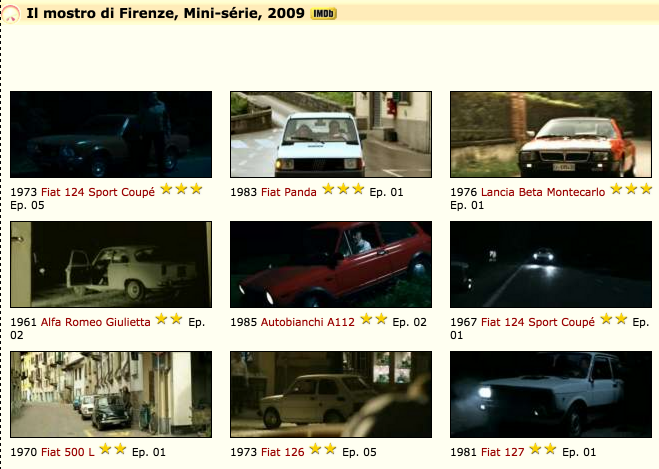 Il mostro di Firenze, Mini-série, 2009 IMDb
1973 Fiat 124 Sport Coupé
Ep. 05
1983 Fiat Panda Ep. 01
1976 Lancia Beta Montecarlo
Ep. 01
1961 Alfa Romeo Giulietta Ep.
02
1985 Autobianchi A112 Ep. 02
1967 Fiat 124 Sport Coupé Ep.
01
1970 Fiat 500 L Ep. 01
1973 Fiat 126 Ep. 05
1981 Fiat 127 Ep. 01